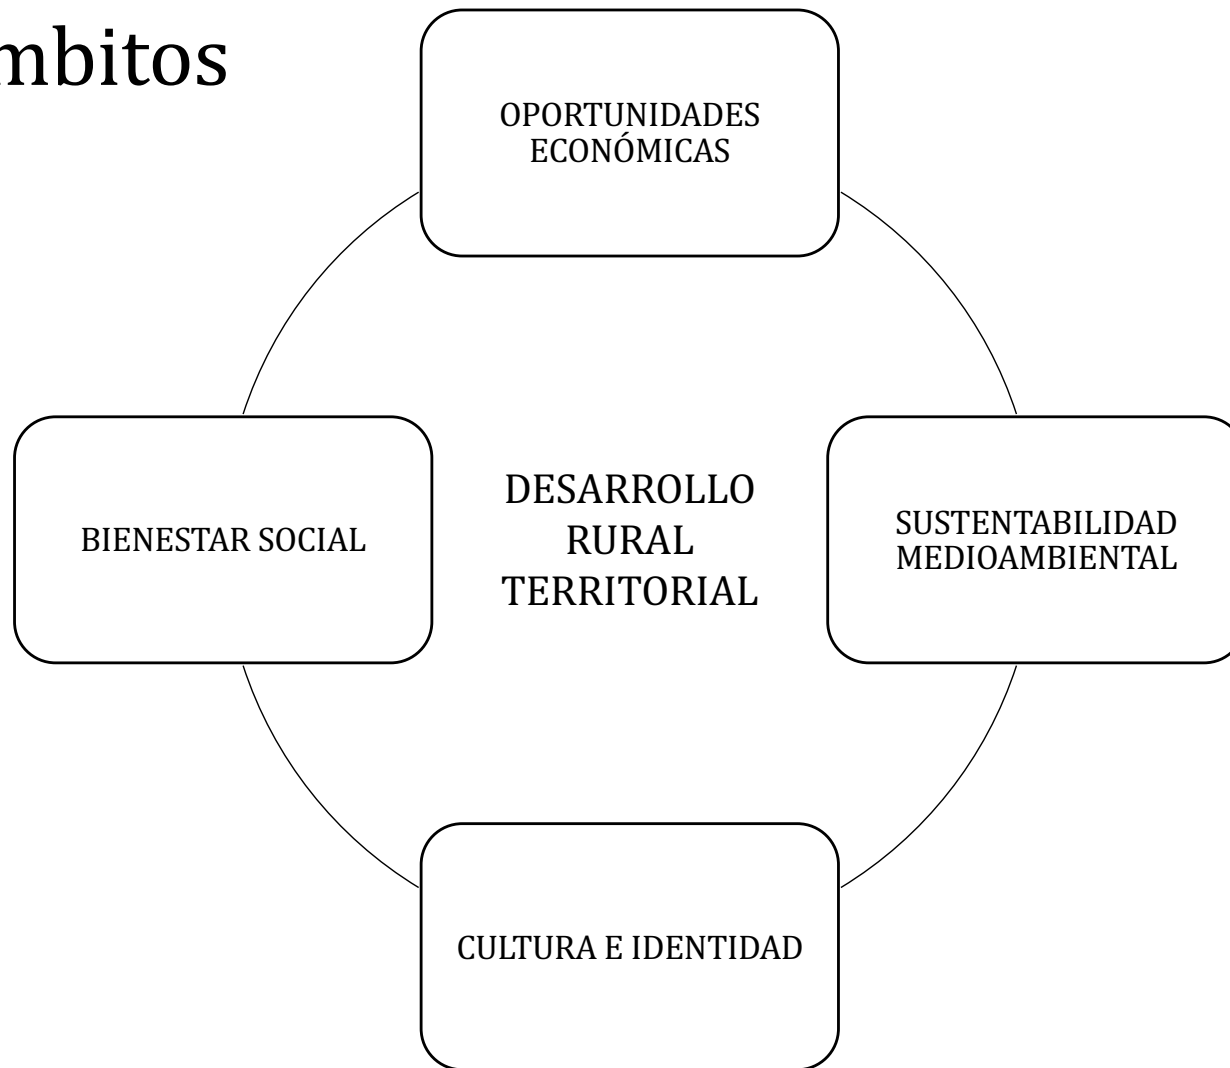 mbitos
OPORTUNIDADES
ECONÓMICAS
BIENESTAR SOCIAL
DESARROLLO
RURAL
TERRITORIAL
SUSTENTABILIDAD
MEDIOAMBIENTAL
CULTURA E IDENTIDAD